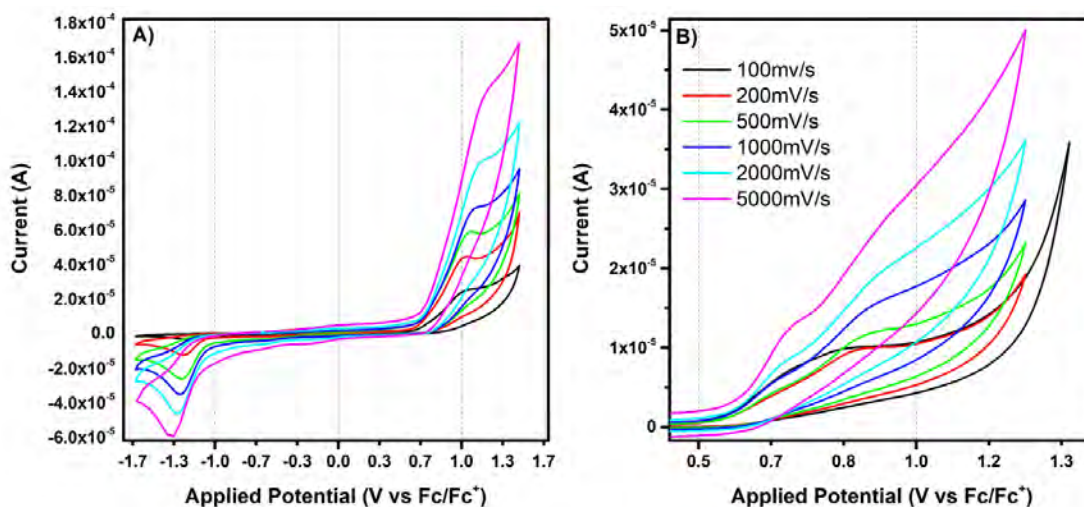 A)
1.8x10⁻⁴
1.6x10⁻⁴
1.4x10⁻⁴
1.2x10⁻⁴
1.0x10⁻⁴
8.0x10⁻⁵
6.0x10⁻⁵
4.0x10⁻⁵
2.0x10⁻⁵
0.0
-2.0x10⁻⁵
-4.0x10⁻⁵
-6.0x10⁻⁵
Current (A)
-1.7 -1.3 -1.0 -0.7 -0.3 0.0 0.3 0.7 1.0 1.3 1.7
Applied Potential (V vs Fc/Fc⁺)
B)
5x10⁻⁵
4x10⁻⁵
3x10⁻⁵
2x10⁻⁵
1x10⁻⁵
0
Current (A)
100mv/s
200mV/s
500mV/s
1000mV/s
2000mV/s
5000mV/s
0.5 0.7 0.8 1.0 1.2 1.3
Applied Potential (V vs Fc/Fc⁺)